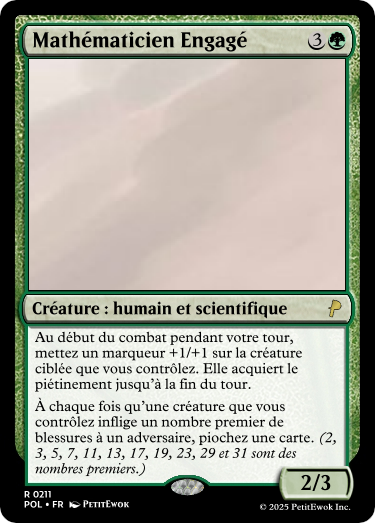 Mathématicien Engagé 3
Créature : humain et scientifique
Au début du combat pendant votre tour,
mettez un marqueur +1/+1 sur la créature
ciblée que vous contrôlez. Elle acquiert le
piétinement jusqu'à la fin du tour.
À chaque fois qu'une créature que vous
contrôlez inflige un nombre premier de
blessures à un adversaire, piochez une carte. (2,
3, 5, 7, 11, 13, 17, 19, 23, 29 et 31 sont des
nombres premiers.)
2/3
R 0211
POL • FR PetitEwok
© 2025 PetitEwok Inc.